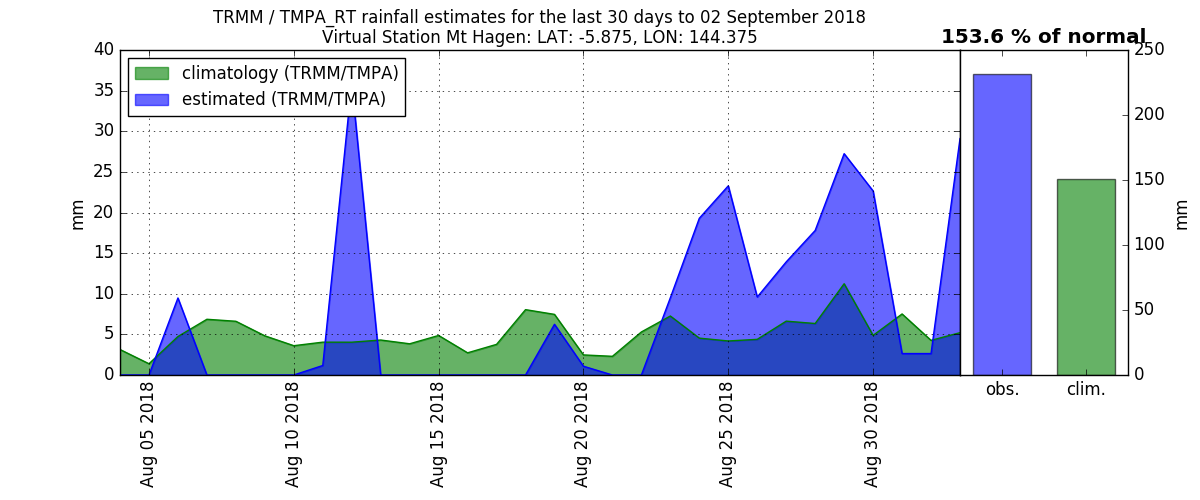 TRMM / TMPA_RT rainfall estimates for the last 30 days to 02 September 2018
Virtual Station Mt Hagen: LAT: -5.875, LON: 144.375
153.6 % of normal
climatology (TRMM/TMPA)
estimated (TRMM/TMPA)
40
35
30
25
20
15
10
5
0
mm
Aug 05 2018
Aug 10 2018
Aug 15 2018
Aug 20 2018
Aug 25 2018
Aug 30 2018
250
200
150
100
50
0
mm
obs.
clim.